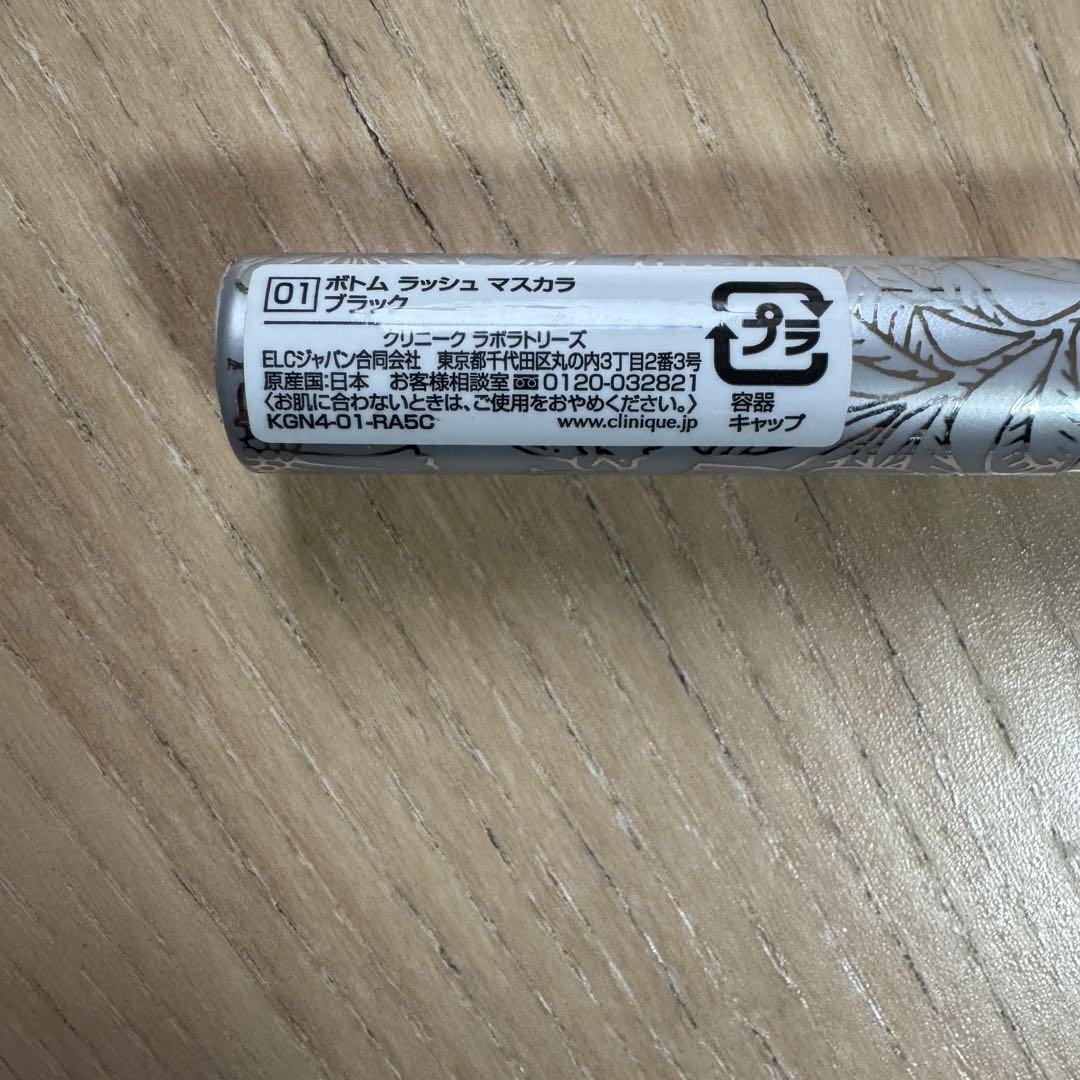 01 ボトム ラッシュ マスカラ
ブラック
クリニーク ラボラトリーズ
ELCジャパン合同会社 東京都千代田区丸の内3丁目2番3号
原産国:日本 お客様相談室 0120-032821
〈お肌に合わないときは、ご使用をおやめください。〉
KGN4-01-RA5C www.clinique.jp
プラ
容器
キャップ